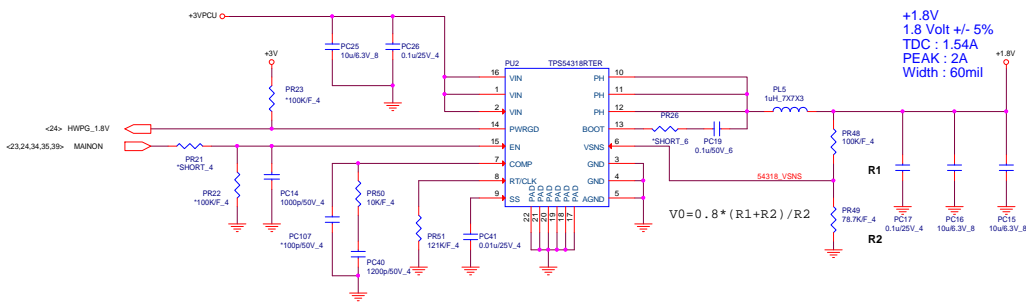 +3VPCU
+1.8V
1.8 Volt +/- 5%
TDC : 1.54A
PEAK : 2A
Width : 60mil
PC25
10u/6.3V_8
PC26
0.1u/25V_4
+3V
+1.8V
PR23
*100K/F_4
PU2
TPS54318RTER
16
VIN
1
VIN
2
VIN
14
PWRGD
15
EN
7
COMP
8
RT/CLK
9
SS
PH
10
PH
11
PH
12
BOOT
13
VSNS
6
GND
3
GND
4
AGND
5
PAD
PAD
PAD
PAD
PAD
PAD
22
21
20
19
18
17
PL5
1uH_7X7X3
PR26
*SHORT_6
PC19
0.1u/50V_6
<24> HWPG_1.8V
<23,24,34,35,39> MAINON
PR21
*SHORT_4
PR22
*100K/F_4
PC14
1000p/50V_4
PR50
10K/F_4
PC107
*100p/50V_4
PC40
1200p/50V_4
PR51
121K/F_4
PC41
0.01u/25V_4
54318_VSNS
PR48
100K/F_4
R1
V0=0.8*(R1+R2)/R2
PR49
78.7K/F_4
R2
PC17
0.1u/25V_4
PC16
10u/6.3V_8
PC15
10u/6.3V_8